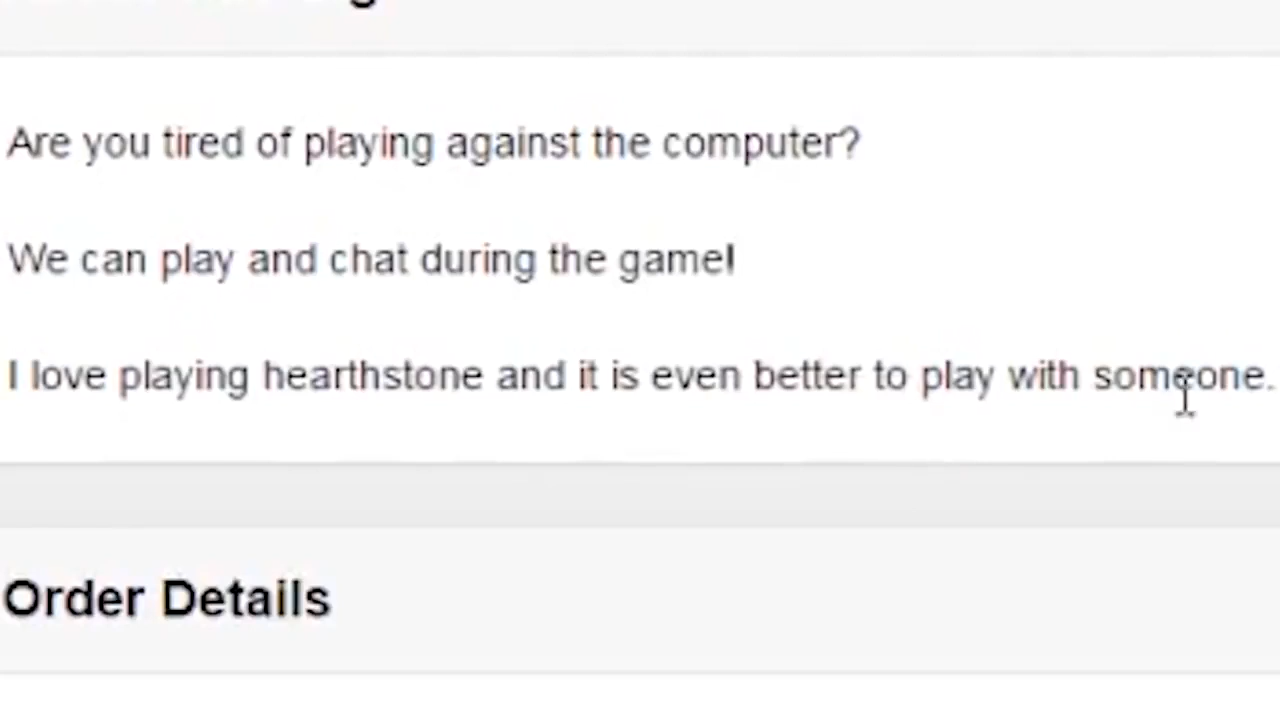 Are you tired of playing against the computer?
We can play and chat during the game!
I love playing hearthstone and it is even better to play with someone.
Order Details